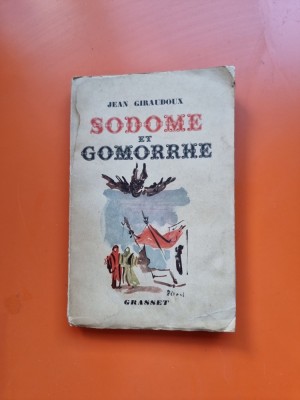 JEAN GIRAUDOUX
SODOME
ET
GOMORRHE
GRASSET